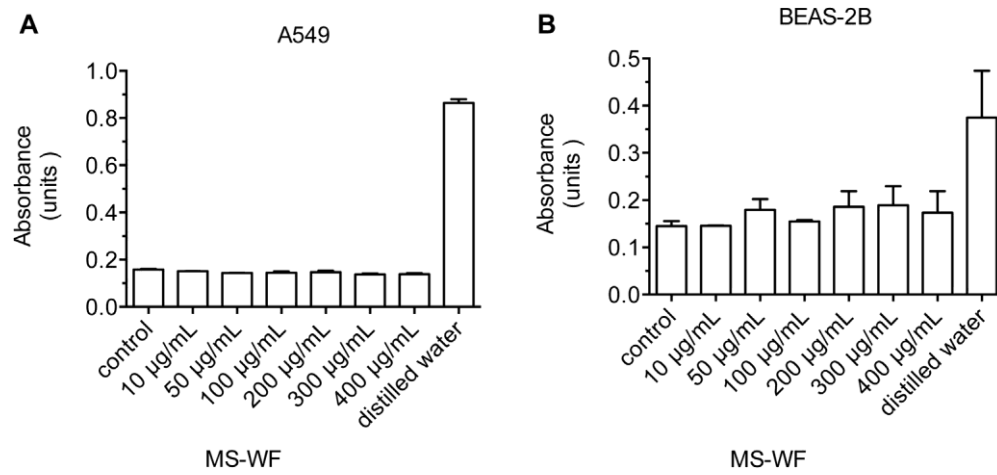 A
A549
Absorbance
(units )
1.0
0.8
0.6
0.4
0.2
0.0
control
10 µg/mL
50 µg/mL
100 µg/mL
200 µg/mL
300 µg/mL
400 µg/mL
distilled water
MS-WF
B
BEAS-2B
Absorbance
(units )
0.5
0.4
0.3
0.2
0.1
0.0
control
10 µg/mL
50 µg/mL
100 µg/mL
200 µg/mL
300 µg/mL
400 µg/mL
distilled water
MS-WF